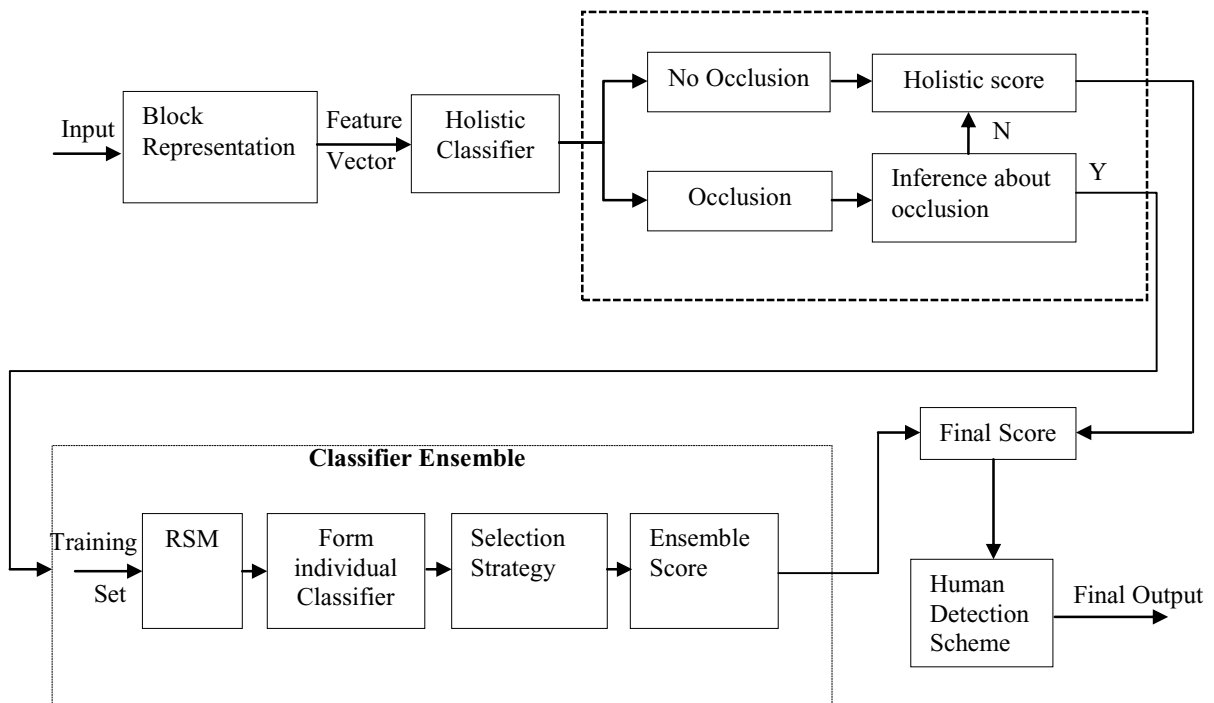 Input
Block
Representation
Feature
Vector
Holistic
Classifier
No Occlusion
Holistic score
N
Occlusion
Inference about
occlusion
Y
Final Score
Classifier Ensemble
Training
Set
RSM
Form
individual
Classifier
Selection
Strategy
Ensemble
Score
Human
Detection
Scheme
Final Output